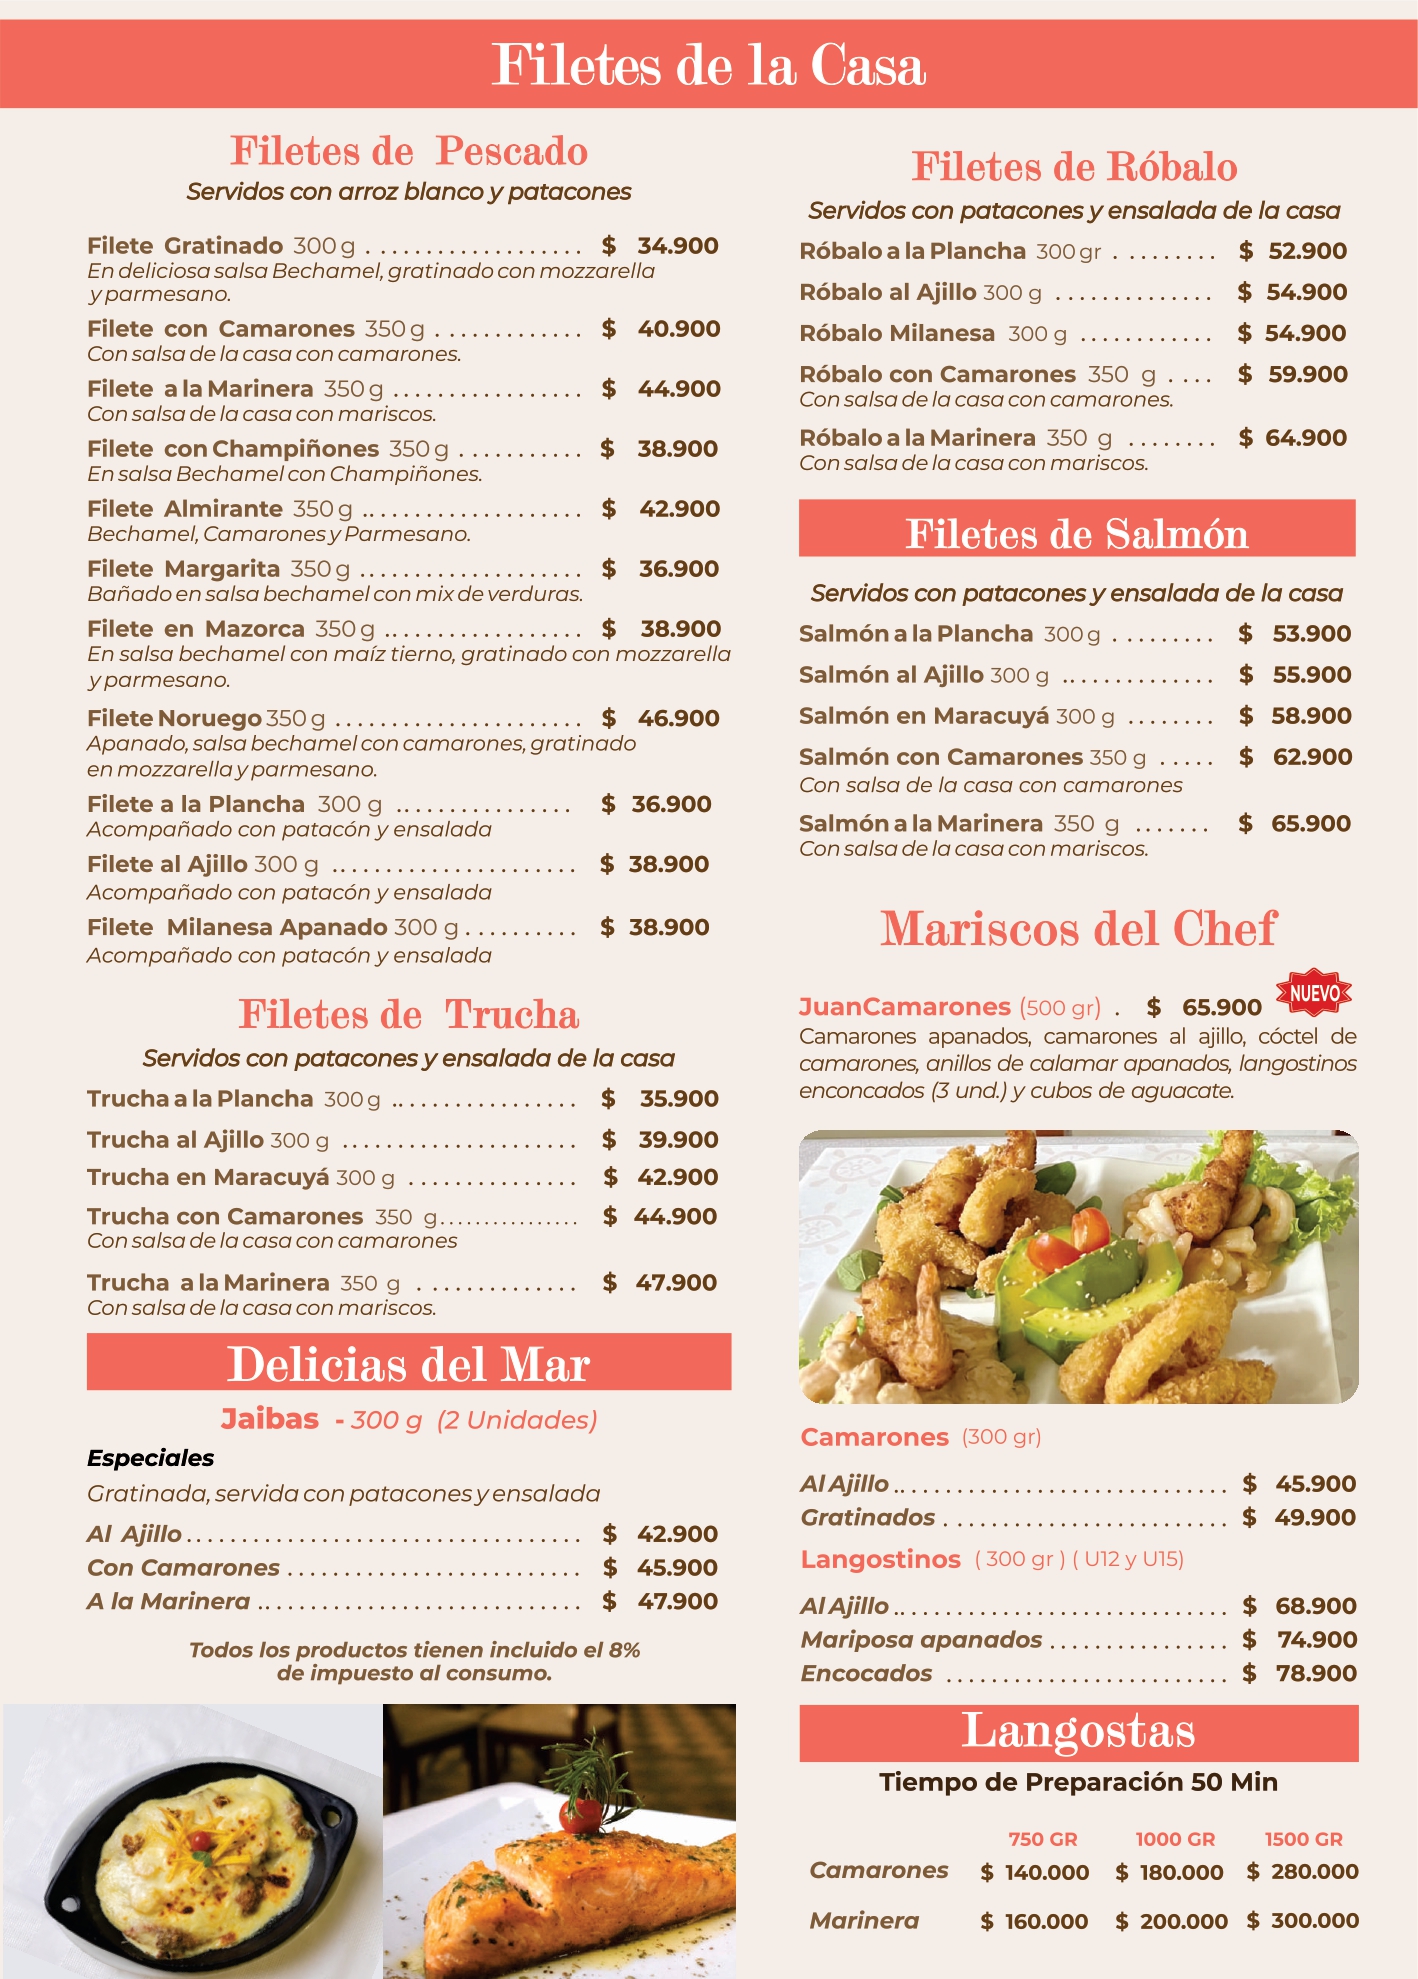 Filetes de la Casa
Filetes de Pescado
Servidos con arroz blanco y patacones
Filete Gratinado 300 g . . . . . . . . . . . . . . . . . . . . $ 34.900
En deliciosa salsa Bechamel, gratinado con mozzarella
y parmesano.
Filete con Camarones 350 g . . . . . . . . . . . . . . $ 40.900
Con salsa de la casa con camarones.
Filete a la Marinera 350 g . . . . . . . . . . . . . . . . . $ 44.900
Con salsa de la casa con mariscos.
Filete con Champiñones 350 g . . . . . . . . . . . $ 38.900
En salsa Bechamel con Champiñones.
Filete Almirante 350 g .. . . . . . . . . . . . . . . . . . . . $ 42.900
Bechamel, Camarones y Parmesano.
Filete Margarita 350 g . . . . . . . . . . . . . . . . . . . . . $ 36.900
Bañado en salsa bechamel con mix de verduras.
Filete en Mazorca 350 g .. . . . . . . . . . . . . . . . . . $ 38.900
En salsa bechamel con maíz tierno, gratinado con mozzarella
y parmesano.
Filete Noruego 350 g . . . . . . . . . . . . . . . . . . . . . . . $ 46.900
Apanado, salsa bechamel con camarones, gratinado
en mozzarella y parmesano.
Filete a la Plancha 300 g .. . . . . . . . . . . . . . . $ 36.900
Acompañado con patacón y ensalada
Filete al Ajillo 300 g .. . . . . . . . . . . . . . . . . . . . . . $ 38.900
Acompañado con patacón y ensalada
Filete Milanesa Apanado 300 g . . . . . . . . . . $ 38.900
Acompañado con patacón y ensalada
Filetes de Trucha
Servidos con patacones y ensalada de la casa
Trucha a la Plancha 300 g .. . . . . . . . . . . . . . . . $ 35.900
Trucha al Ajillo 300 g . . . . . . . . . . . . . . . . . . . . . . $ 39.900
Trucha en Maracuyá 300 g . . . . . . . . . . . . . . . $ 42.900
Trucha con Camarones 350 g. . . . . . . . . . . . . . . . $ 44.900
Con salsa de la casa con camarones
Trucha a la Marinera 350 g . . . . . . . . . . . . . . $ 47.900
Con salsa de la casa con mariscos.
Delicias del Mar
Jaibas - 300 g (2 Unidades)
Especiales
Gratinada, servida con patacones y ensalada
Al Ajillo . . . . . . . . . . . . . . . . . . . . . . . . . . . . . . . . . . . . $ 42.900
Con Camarones . . . . . . . . . . . . . . . . . . . . . . . . . . . $ 45.900
A la Marinera .. . . . . . . . . . . . . . . . . . . . . . . . . . . . . . $ 47.900
Todos los productos tienen incluido el 8%
de impuesto al consumo.
Filetes de Róbalo
Servidos con patacones y ensalada de la casa
Róbalo a la Plancha 300 gr . . . . . . . . . $ 52.900
Róbalo al Ajillo 300 g . . . . . . . . . . . . . . $ 54.900
Róbalo Milanesa 300 g . . . . . . . . . . . . $ 54.900
Róbalo con Camarones 350 g . . . . $ 59.900
Con salsa de la casa con camarones.
Róbalo a la Marinera 350 g . . . . . . . . $ 64.900
Con salsa de la casa con mariscos.
Filetes de Salmón
Servidos con patacones y ensalada de la casa
Salmón a la Plancha 300 g . . . . . . . . . $ 53.900
Salmón al Ajillo 300 g .. . . . . . . . . . . . . $ 55.900
Salmón en Maracuyá 300 g . . . . . . . . $ 58.900
Salmón con Camarones 350 g . . . . . $ 62.900
Con salsa de la casa con camarones
Salmón a la Marinera 350 g . . . . . . . $ 65.900
Con salsa de la casa con mariscos.
Mariscos del Chef
JuanCamarones (500 gr) . $ 65.900 NUEVO
Camarones apanados, camarones al ajillo, cóctel de
camarones, anillos de calamar apanados, langostinos
enconcados (3 und.) y cubos de aguacate.
Camarones (300 gr)
Al Ajillo .. . . . . . . . . . . . . . . . . . . . . . . . . . . . . . $ 45.900
Gratinados . . . . . . . . . . . . . . . . . . . . . . . . . . $ 49.900
Langostinos ( 300 gr ) ( U12 y U15)
Al Ajillo .. . . . . . . . . . . . . . . . . . . . . . . . . . . . . . $ 68.900
Mariposa apanados . . . . . . . . . . . . . . . . $ 74.900
Encocados . . . . . . . . . . . . . . . . . . . . . . . . . . $ 78.900
Langostas
Tiempo de Preparación 50 Min
750 GR 1000 GR 1500 GR
Camarones $ 140.000 $ 180.000 $ 280.000
Marinera $ 160.000 $ 200.000 $ 300.000